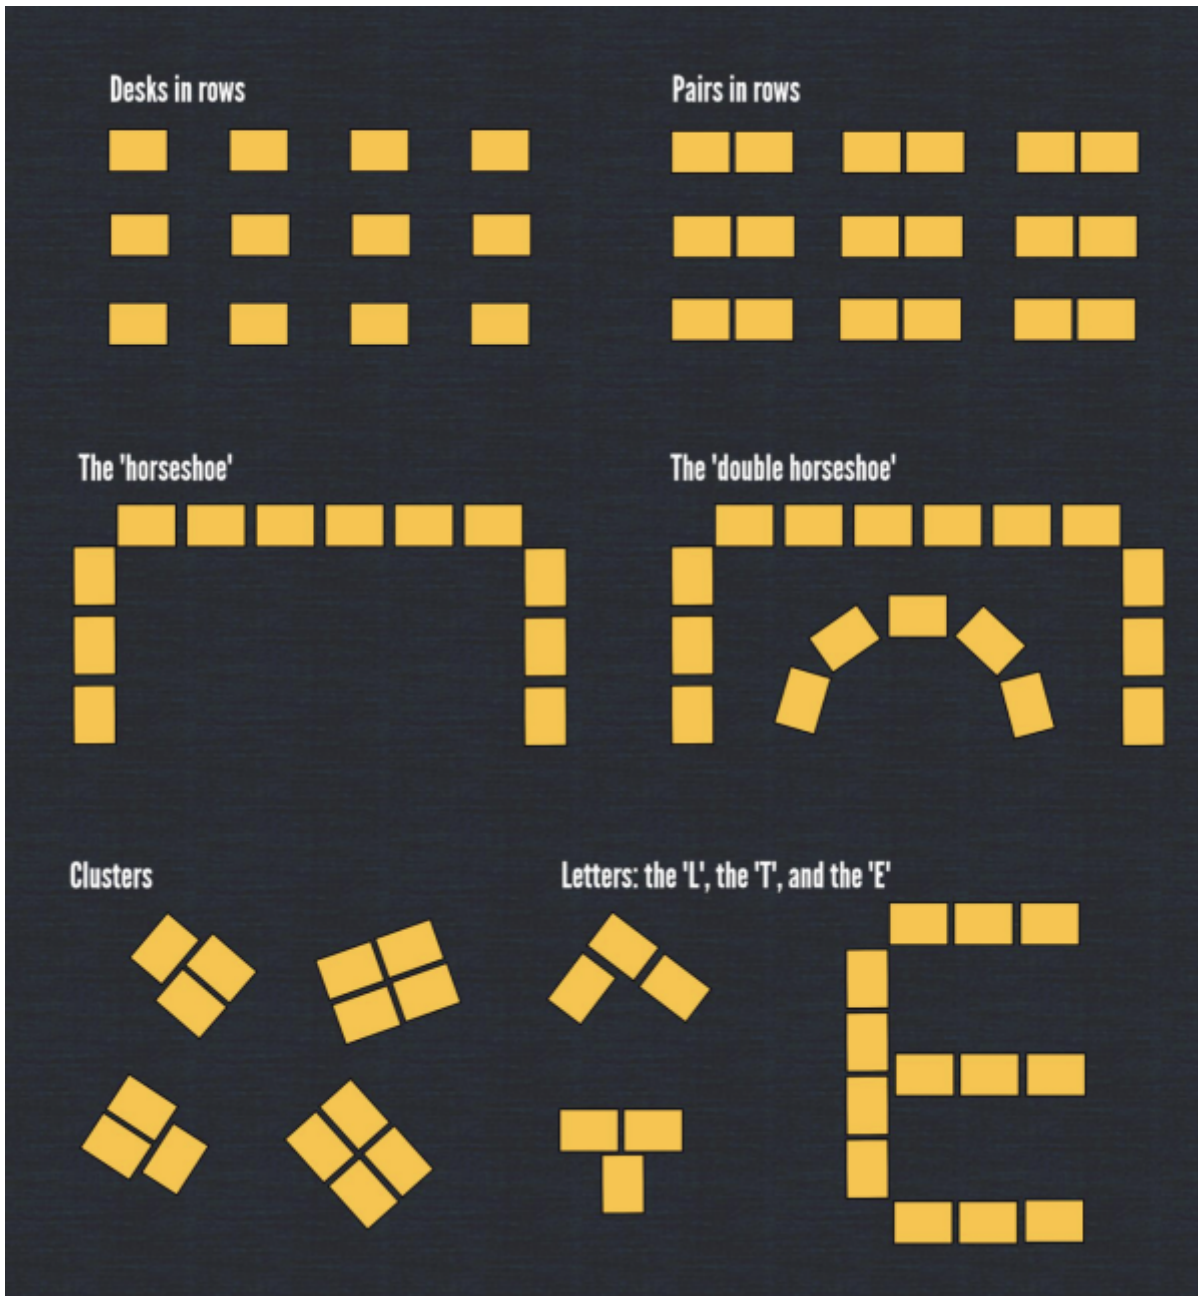 Desks in rows
Pairs in rows
The 'horseshoe'
The 'double horseshoe'
Clusters
Letters: the 'L', the 'T', and the 'E'